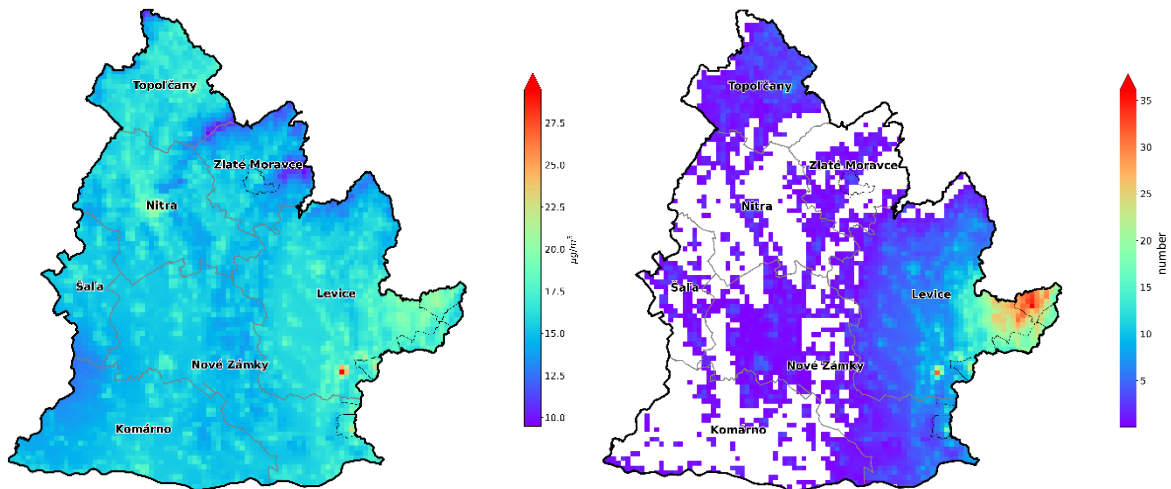 Topoľčany
Zlaté Moravce
Nitra
Šaľa
Levice
Nové Zámky
Komárno
27.5
25.0
22.5
20.0
17.5
15.0
12.5
10.0
µg/m³
Topoľčany
Zlaté Moravce
Nitra
Šaľa
Levice
Nové Zámky
Komárno
35
30
25
20
15
10
5
number